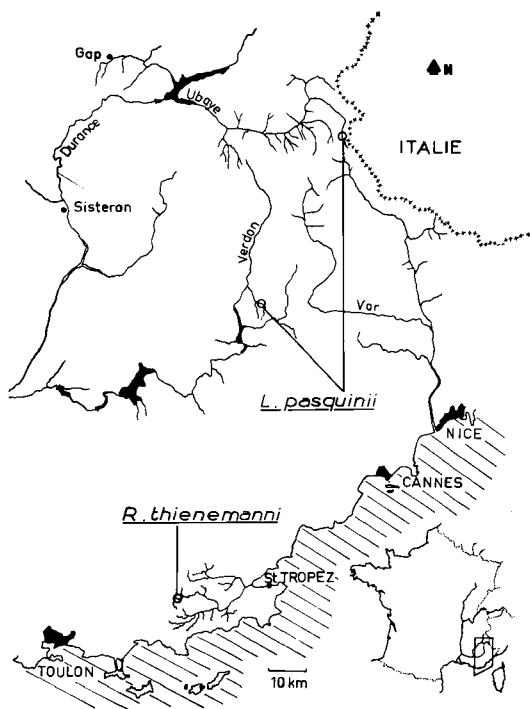 Gap
N
Ubaye
Durance
ITALIE
Sisteron
Verdon
Var
L. pasquinii
NICE
CANNES
R. thienemanni
St. TROPEZ
TOULON
10 km